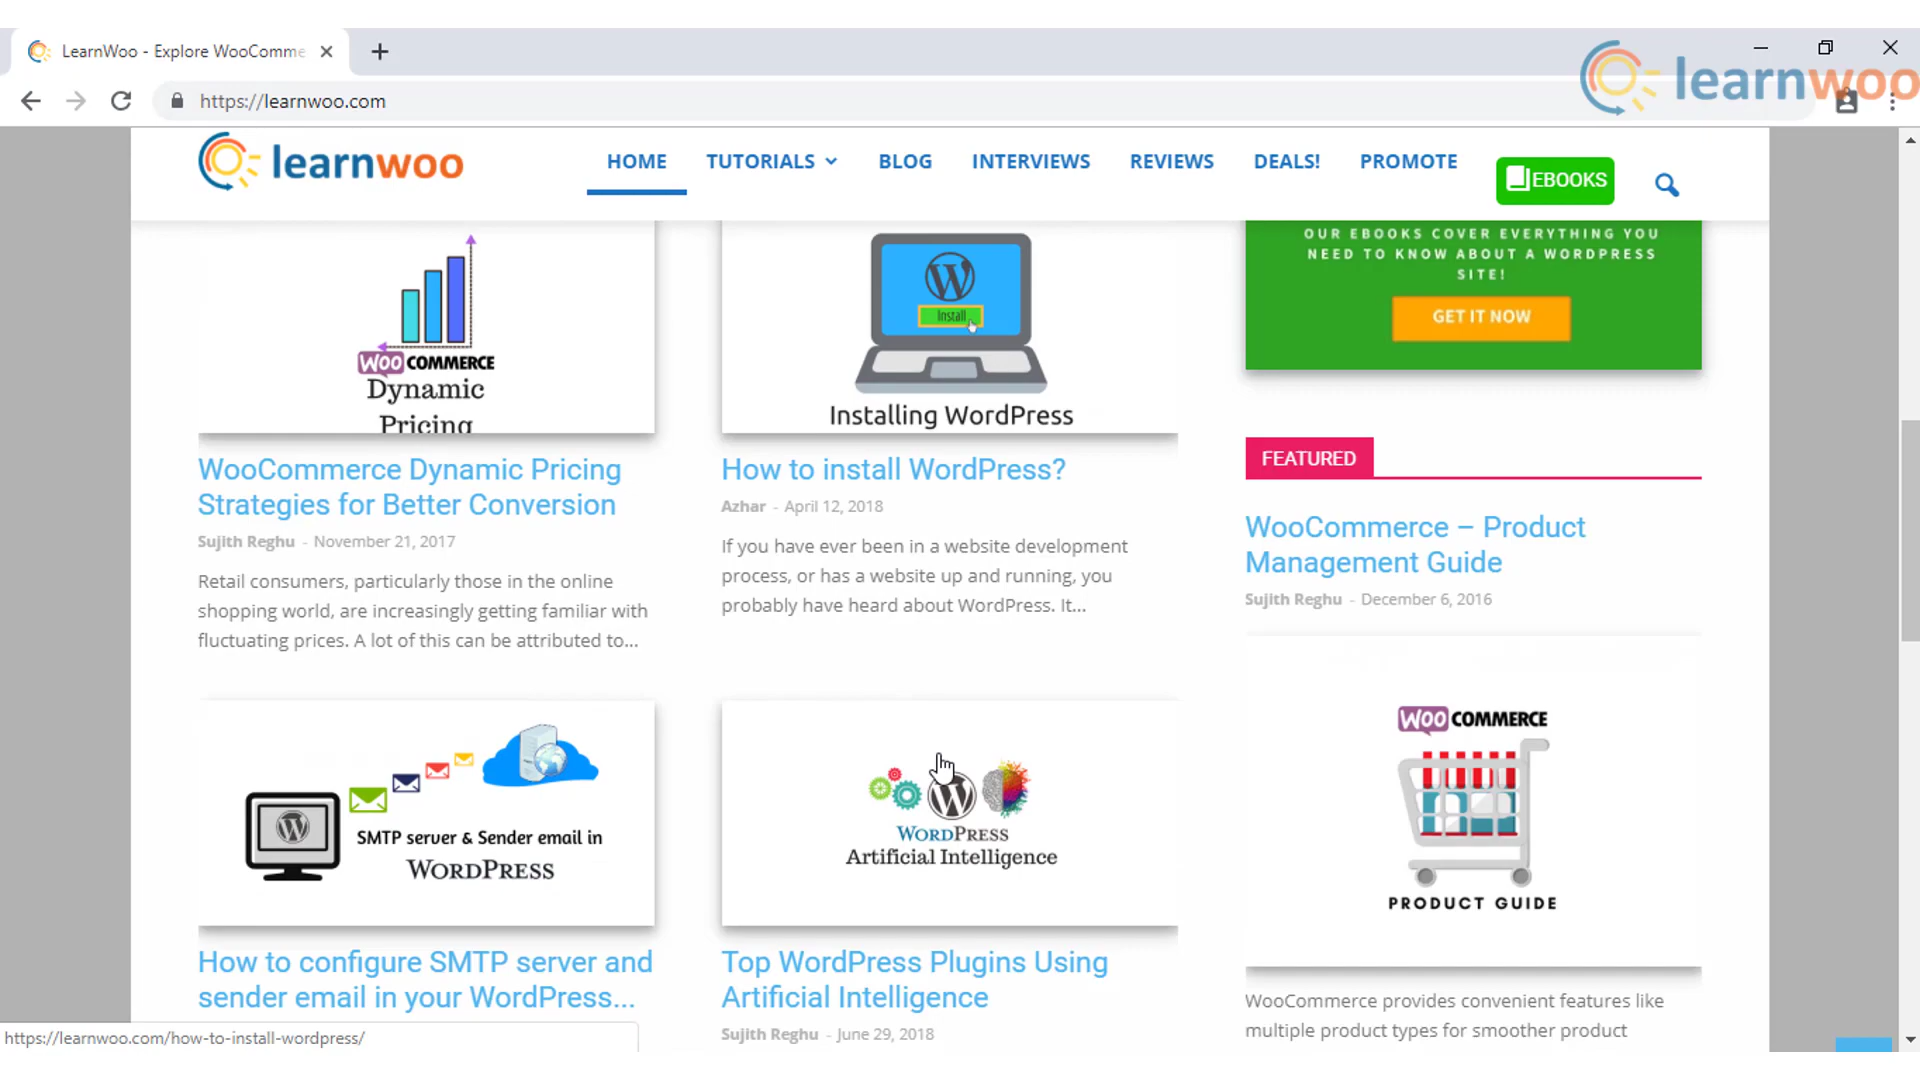 LearnWoo - Explore WooComme
learnwoo
https://learnwoo.com
learnwoo
HOME TUTORIALS BLOG INTERVIEWS REVIEWS DEALS! PROMOTE EBOOKS
WOO COMMERCE
Dynamic
Pricing
WooCommerce Dynamic Pricing
Strategies for Better Conversion
Sujith Reghu - November 21, 2017
Retail consumers, particularly those in the online
shopping world, are increasingly getting familiar with
fluctuating prices. A lot of this can be attributed to...
Install
Installing WordPress
How to install WordPress?
Azhar - April 12, 2018
If you have ever been in a website development
process, or has a website up and running, you
probably have heard about WordPress. It...
OUR EBOOKS COVER EVERYTHING YOU
NEED TO KNOW ABOUT A WORDPRESS
SITE!
GET IT NOW
FEATURED
WooCommerce – Product
Management Guide
Sujith Reghu - December 6, 2016
WOO COMMERCE
PRODUCT GUIDE
WooCommerce provides convenient features like
multiple product types for smoother product
SMTP server & Sender email in
WORDPRESS
How to configure SMTP server and
sender email in your WordPress...
WORDPRESS
Artificial Intelligence
Top WordPress Plugins Using
Artificial Intelligence
Sujith Reghu - June 29, 2018
https://learnwoo.com/how-to-install-wordpress/